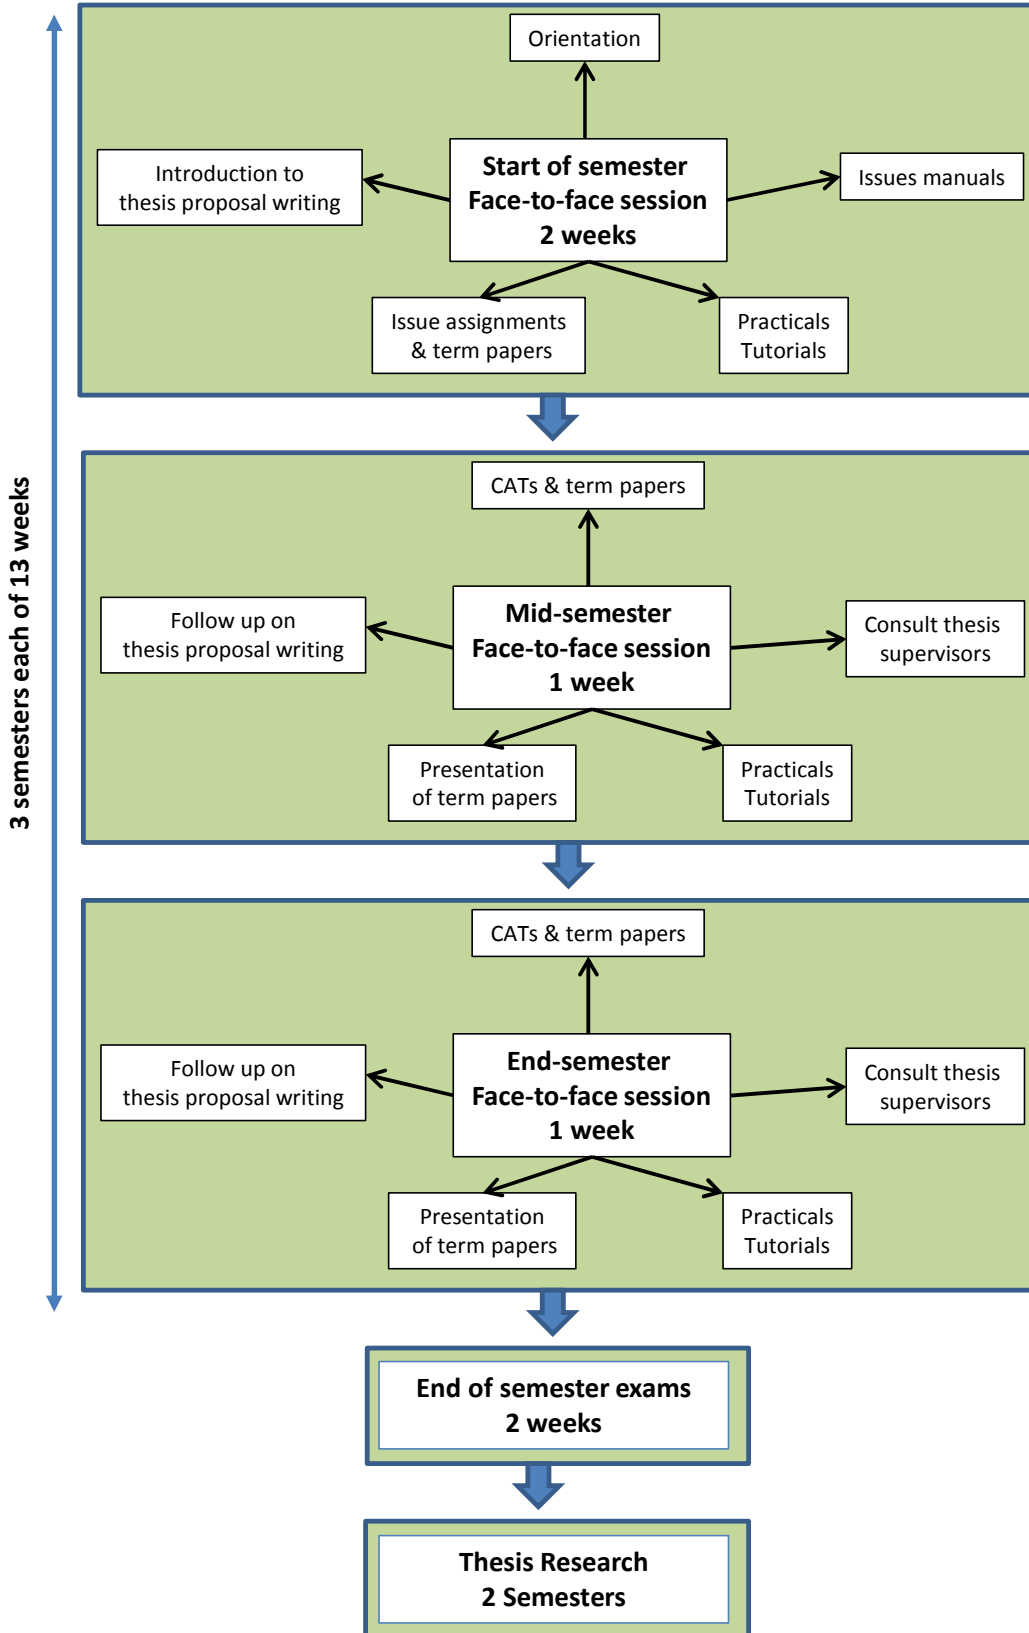 3 semesters each of 13 weeks
Orientation
Introduction to
thesis proposal writing
Start of semester
Face-to-face session
2 weeks
Issues manuals
Issue assignments
& term papers
Practicals
Tutorials
CATs & term papers
Follow up on
thesis proposal writing
Mid-semester
Face-to-face session
1 week
Consult thesis
supervisors
Presentation
of term papers
Practicals
Tutorials
CATs & term papers
Follow up on
thesis proposal writing
End-semester
Face-to-face session
1 week
Consult thesis
supervisors
Presentation
of term papers
Practicals
Tutorials
End of semester exams
2 weeks
Thesis Research
2 Semesters